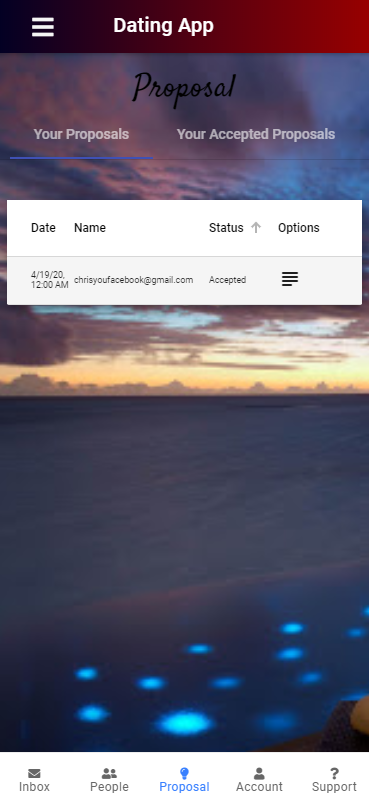 Dating App
Proposal
Your Proposals Your Accepted Proposals
Date Name Status Options
4/19/20,
12:00 AM chrisyoufacebook@gmail.com Accepted
Inbox People Proposal Account Support